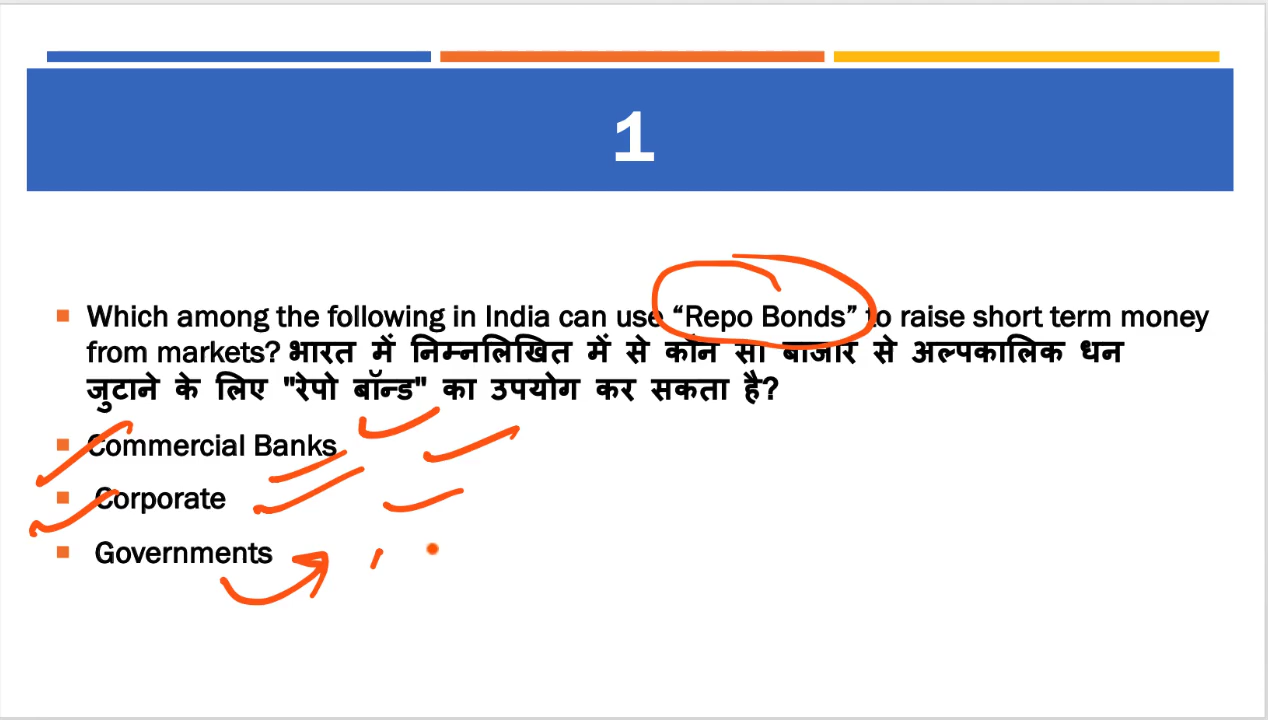 1
Which among the following in India can use “Repo Bonds” to raise short term money
from markets? भारत में निम्नलिखित में से कौन सा बाजार से अल्पकालिक धन
जुटाने के लिए "रेपो बॉन्ड" का उपयोग कर सकता है?
Commercial Banks
Corporate
Governments